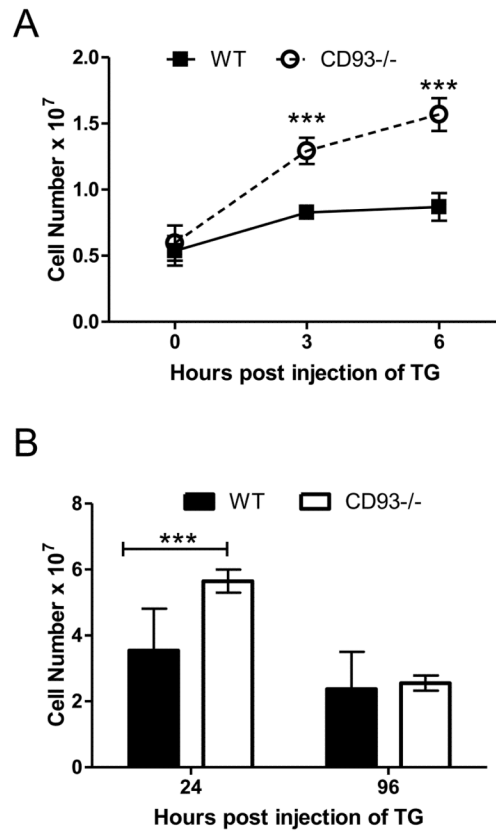 A
WT CD93-/-
2.0
1.5
1.0
0.5
0.0
Cell Number x 10⁷
***
***
0 3 6
Hours post injection of TG
B
WT CD93-/-
8
6
4
2
0
Cell Number x 10⁷
***
24 96
Hours post injection of TG